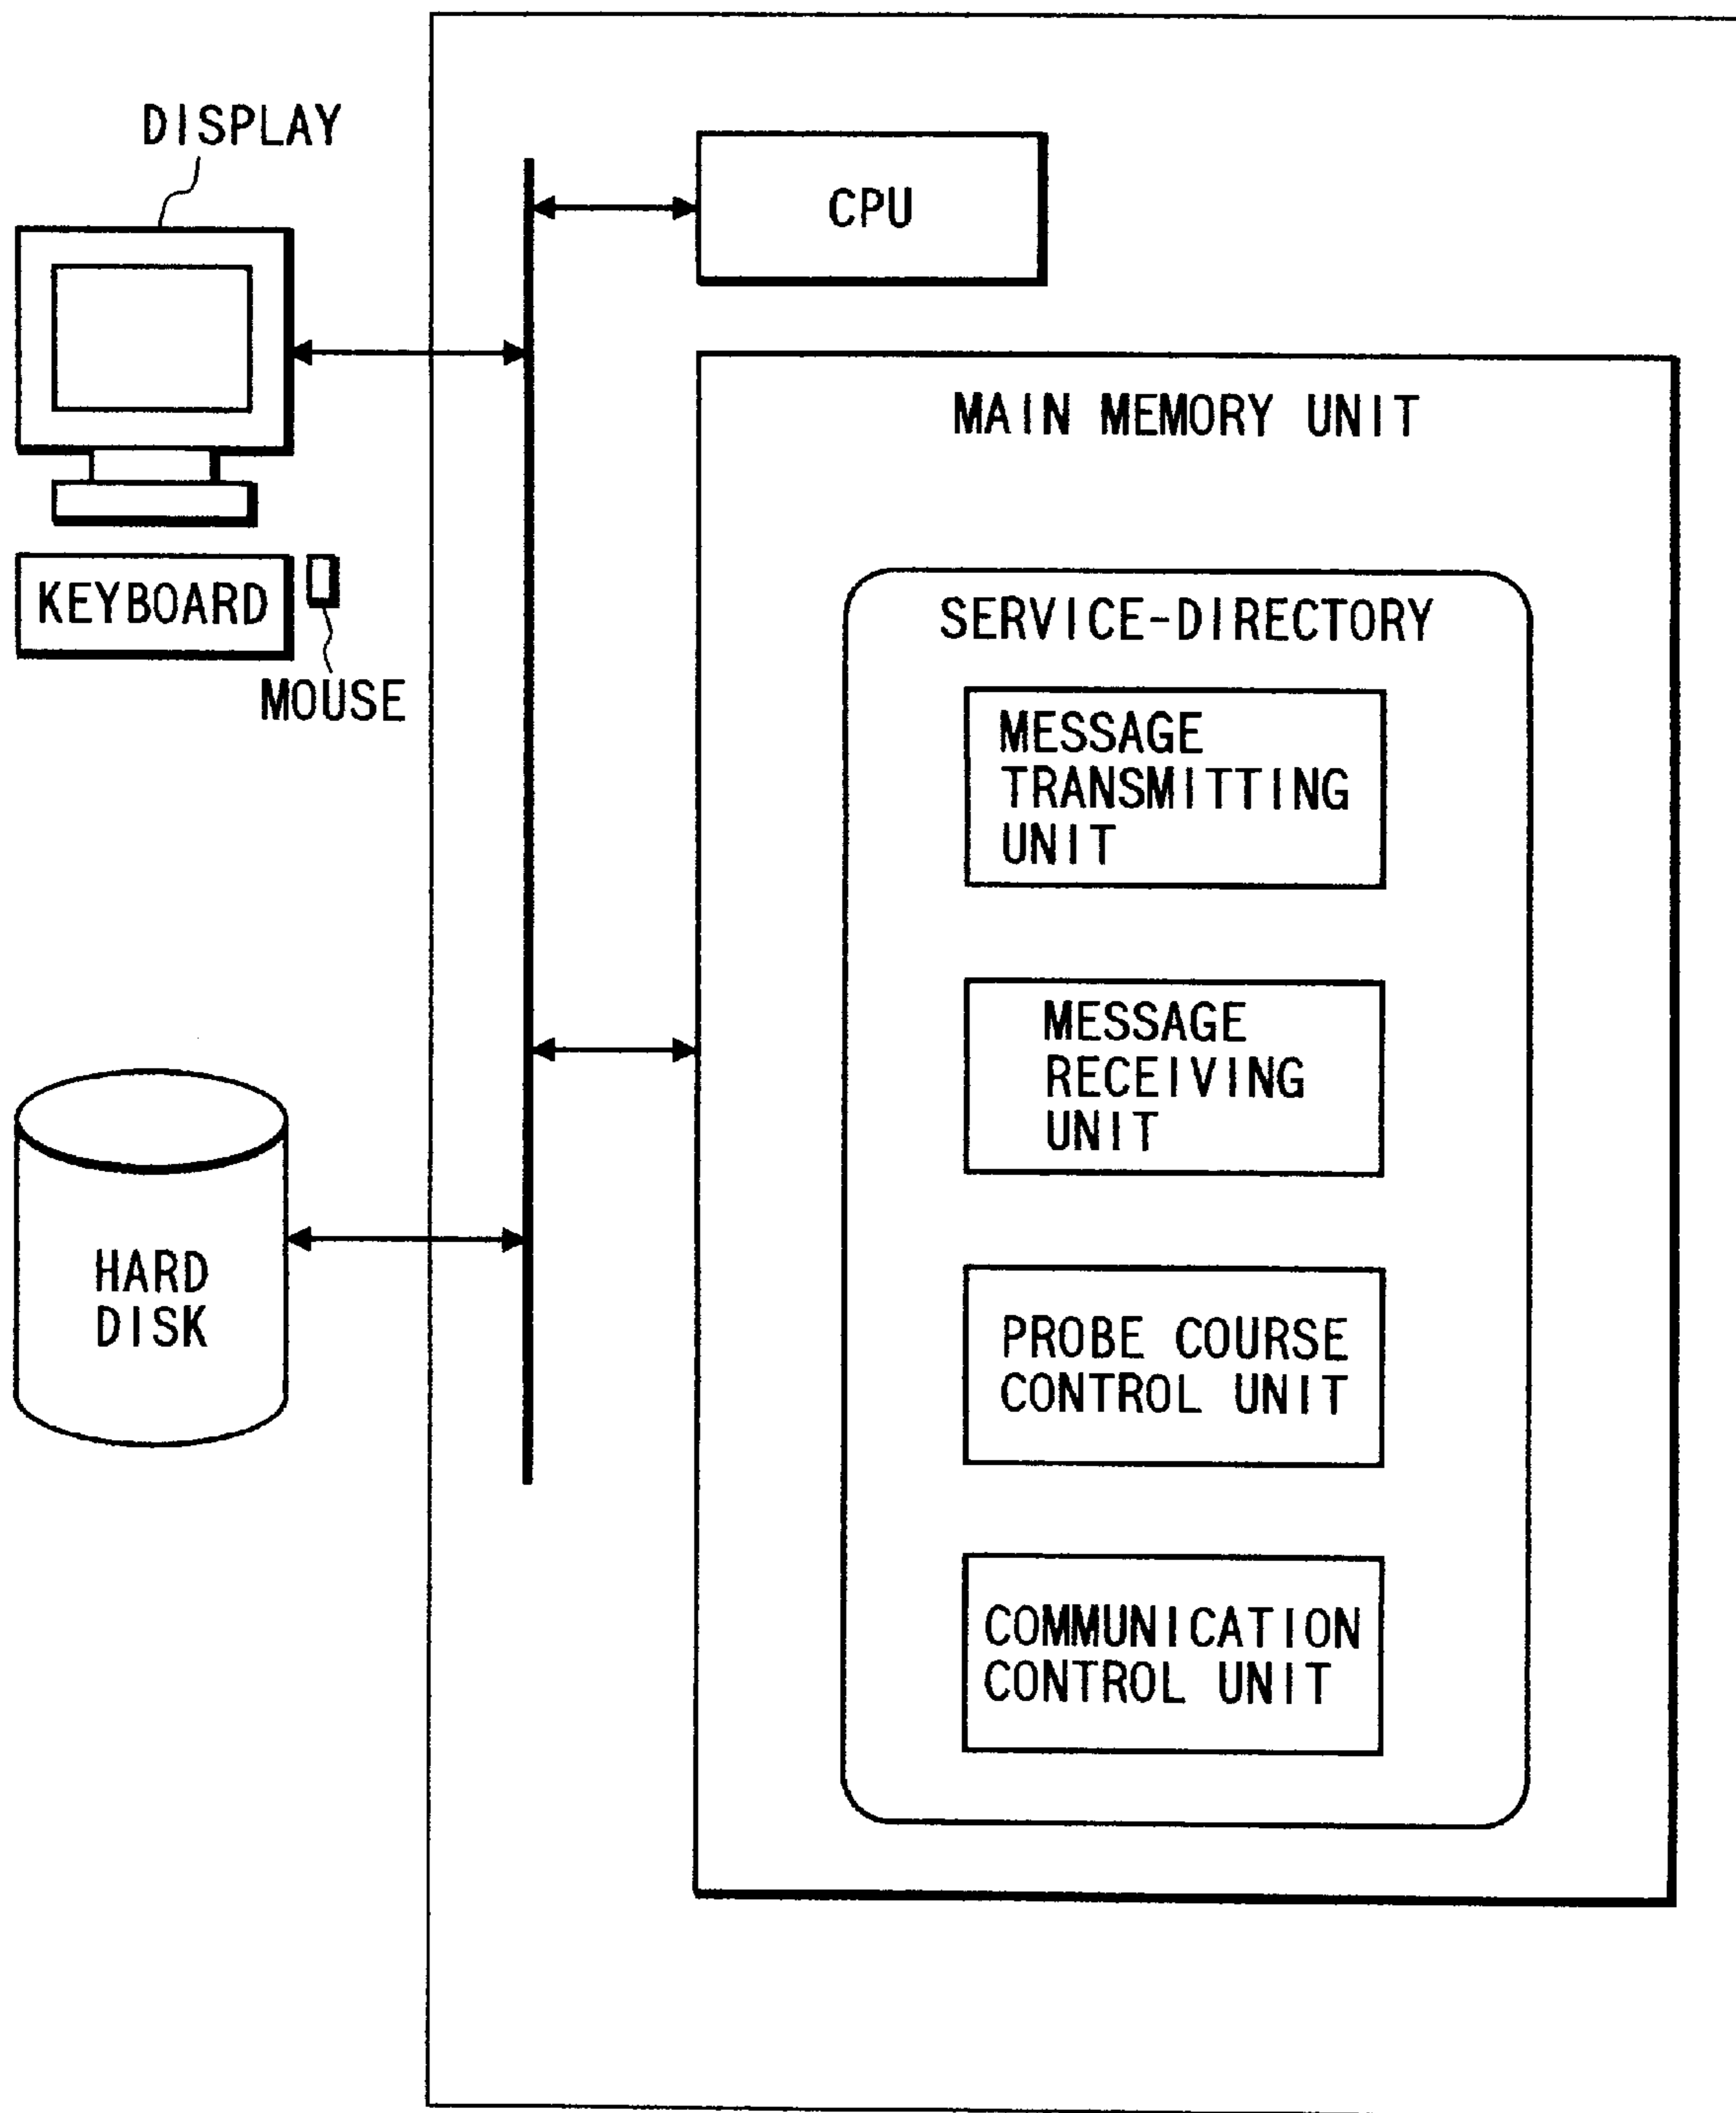 DISPLAY
CPU
MAIN MEMORY UNIT
KEYBOARD
MOUSE
SERVICE-DIRECTORY
MESSAGE
TRANSMITTING
UNIT
MESSAGE
RECEIVING
UNIT
HARD
DISK
PROBE COURSE
CONTROL UNIT
COMMUNICATION
CONTROL UNIT